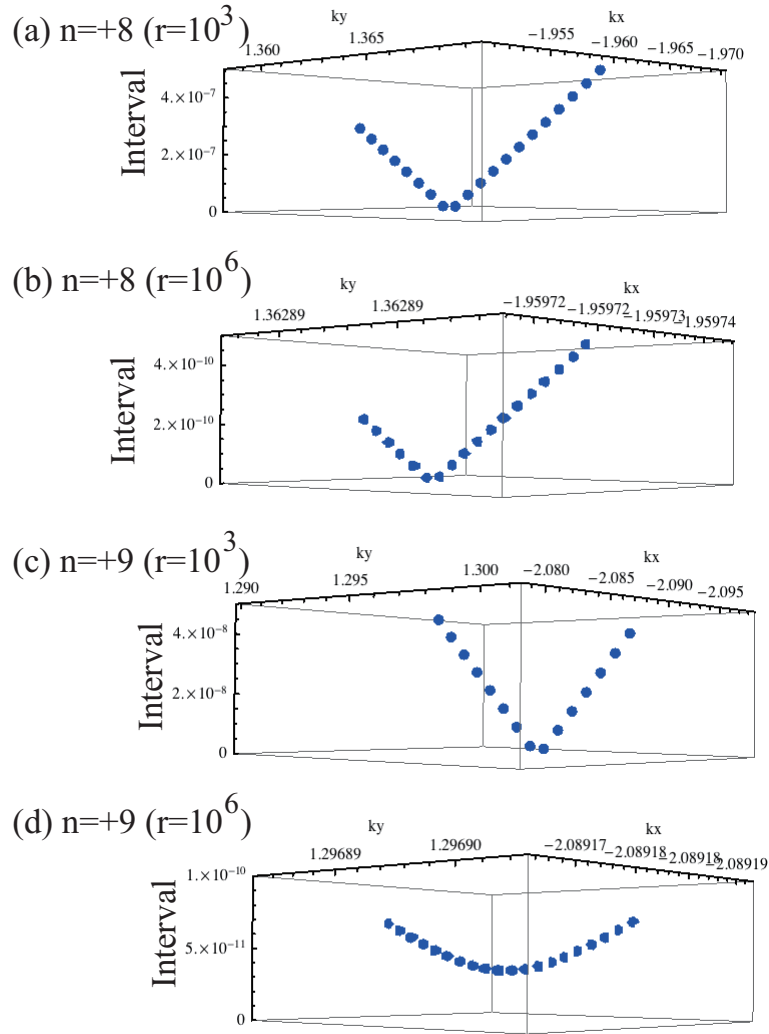 (a) n=+8 (r=10^3)
ky
kx
1.360
1.365
−1.955
−1.960
−1.965
−1.970
Interval
4.×10^−7
2.×10^−7
0
(b) n=+8 (r=10^6)
ky
kx
1.36289
1.36289
−1.95972
−1.95972
−1.95973
−1.95974
Interval
4.×10^−10
2.×10^−10
0
(c) n=+9 (r=10^3)
ky
kx
1.290
1.295
1.300
−2.080
−2.085
−2.090
−2.095
Interval
4.×10^−8
2.×10^−8
0
(d) n=+9 (r=10^6)
ky
kx
1.29689
1.29690
−2.08917
−2.08918
−2.08918
−2.08919
Interval
1.×10^−10
5.×10^−11
0